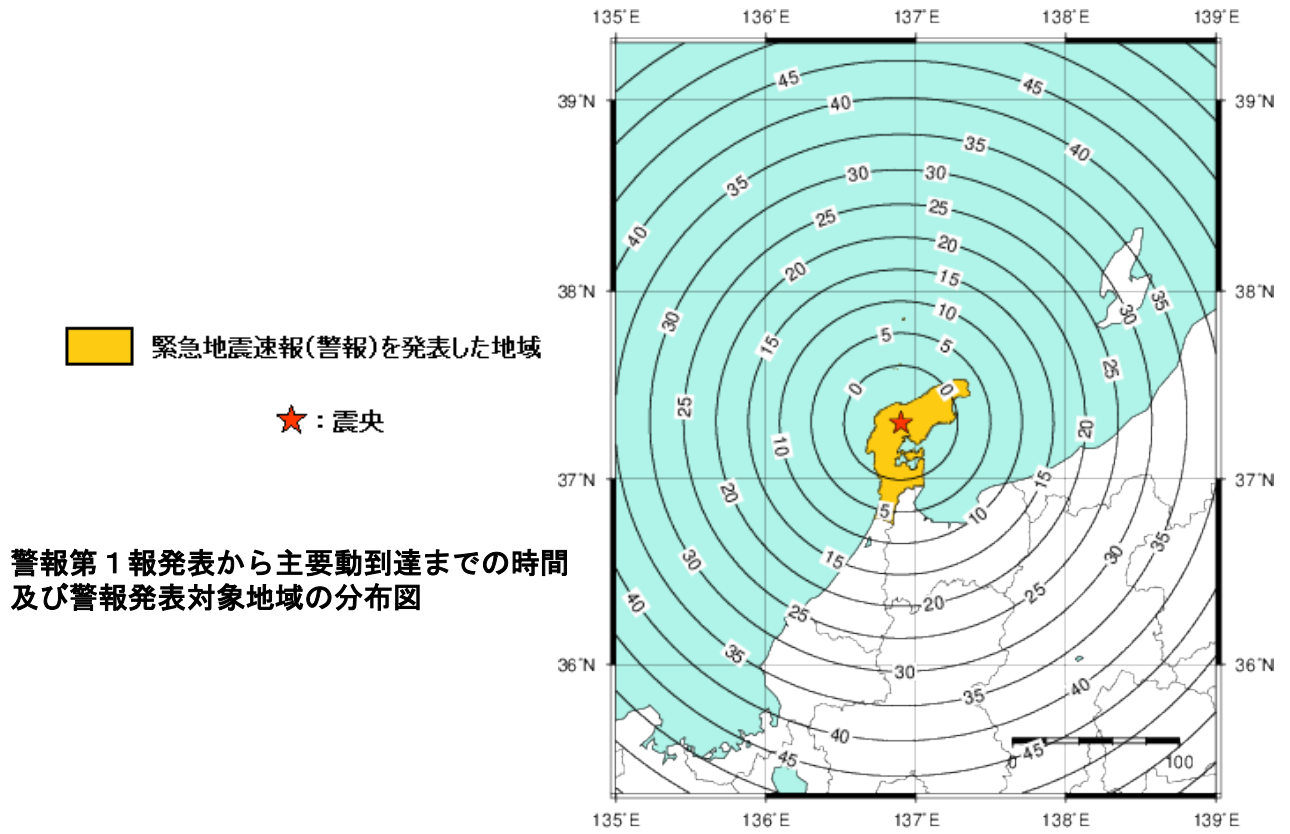 135°E 136°E 137°E 138°E 139°E
45 45
39°N 40 39°N
35 40
30 30
35
25 25
40 20 20
38°N 15 38°N
35
10 30
30 5
15 5
緊急地震速報(警報)を発表した地域
25
0 0
25
★：震央
20
10
37°N 15 37°N
20
5 10
警報第１報発表から主要動到達までの時間
15 30 35
30
及び警報発表対象地域の分布図
40 25 20 25
35
36°N 30 36°N
35 40
40
45 45
0 100
135°E 136°E 137°E 138°E 139°E